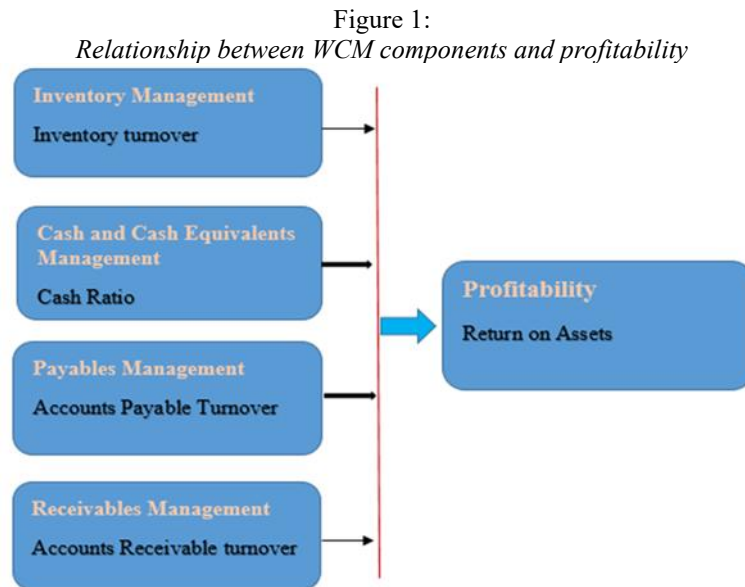 Figure 1:
Relationship between WCM components and profitability
Inventory Management
Inventory turnover
Cash and Cash Equivalents
Management
Cash Ratio
Payables Management
Accounts Payable Turnover
Receivables Management
Accounts Receivable turnover
Profitability
Return on Assets